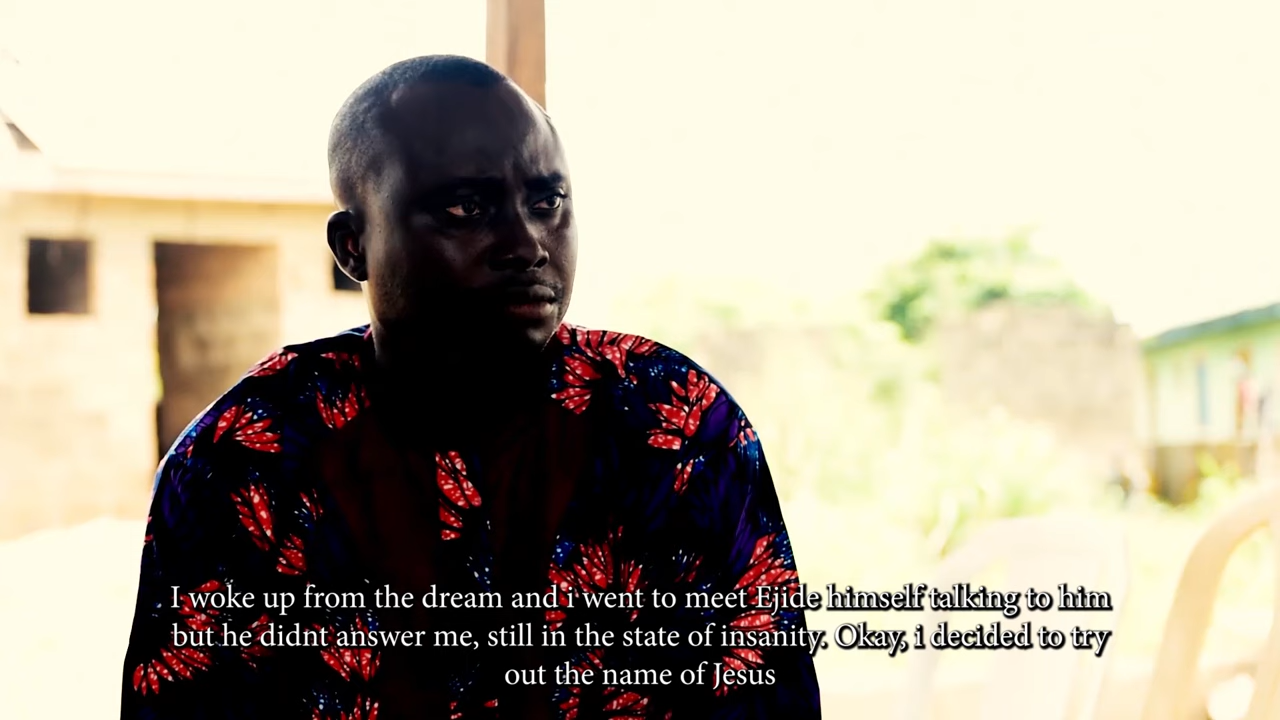 I woke up from the dream and i went to meet Ejide himself talking to him
but he didnt answer me, still in the state of insanity. Okay, i decided to try
out the name of Jesus